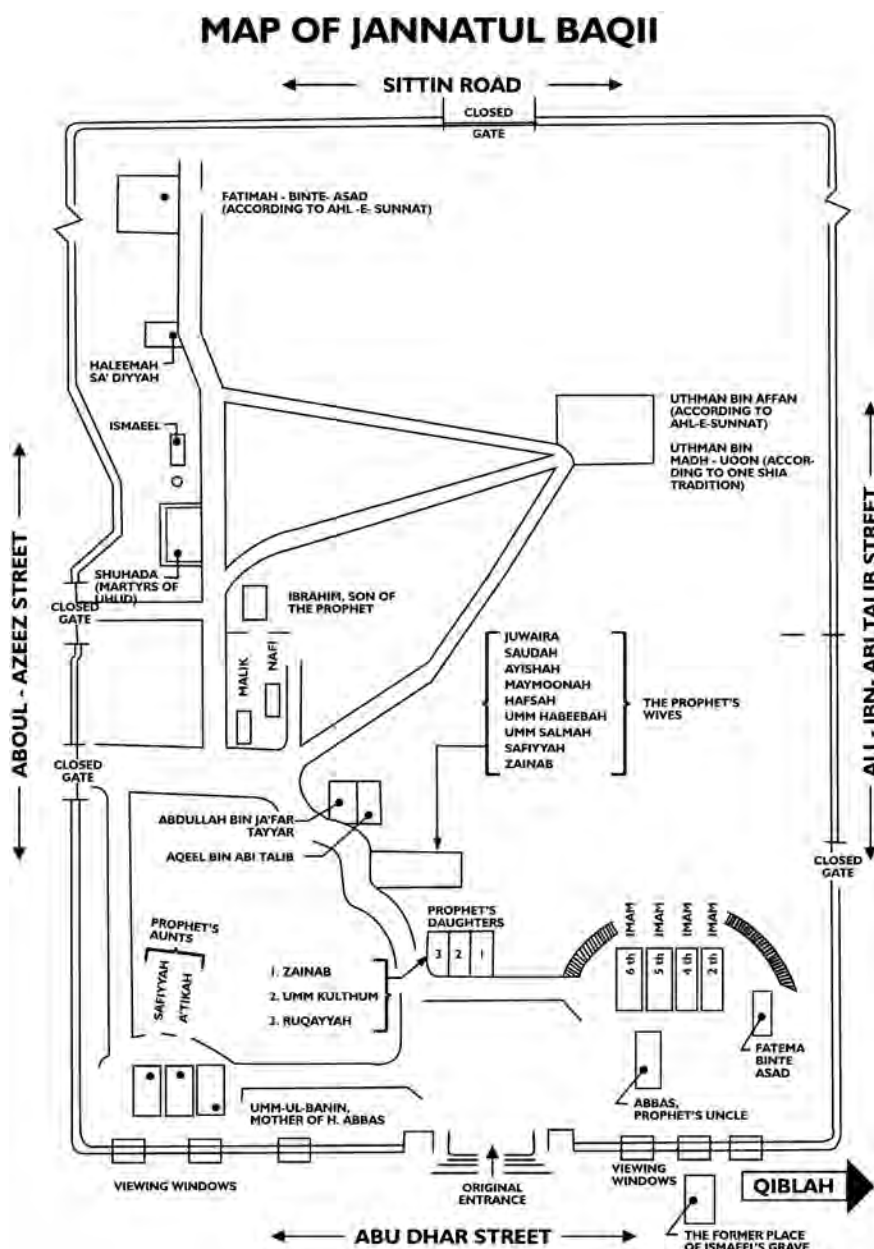 MAP OF JANNATUL BAQII
SITTIN ROAD
CLOSED
GATE
FATIMAH - BINTE- ASAD
(ACCORDING TO AHL -E- SUNNAT)
HALEEMAH
SA' DIYYAH
ISMAEEL
UTHMAN BIN AFFAN
(ACCORDING TO
AHL-E-SUNNAT)
UTHMAN BIN
MADH - UOON (ACCOR-
DING TO ONE SHIA
TRADITION)
ABOUL - AZEEZ STREET
ALI - IBN- ABI TALIB STREET
SHUHADA
(MARTYRS OF
UHUD)
CLOSED
GATE
IBRAHIM, SON OF
THE PROPHET
MALIK
NAFI
JUWAIRA
SAUDAH
AYISHAH
MAYMOONAH
HAFSAH
UMM HABEEBAH
UMM SALMAH
SAFIYYAH
ZAINAB
THE PROPHET'S
WIVES
CLOSED
GATE
ABDULLAH BIN JA'FAR
TAYYAR
AQEEL BIN ABI TALIB
CLOSED
GATE
PROPHET'S
AUNTS
SAFIYYAH
A'TIKAH
PROPHET'S
DAUGHTERS
3 2 1
1. ZAINAB
2. UMM KULTHUM
3. RUQAYYAH
6 th IMAM
5 th IMAM
4 th IMAM
2 th IMAM
FATEMA
BINTE
ASAD
ABBAS,
PROPHET'S UNCLE
UMM-UL-BANIN,
MOTHER OF H. ABBAS
VIEWING WINDOWS
ORIGINAL
ENTRANCE
VIEWING
WINDOWS
QIBLAH
ABU DHAR STREET
THE FORMER PLACE
OF ISMAEEL'S GRAVE